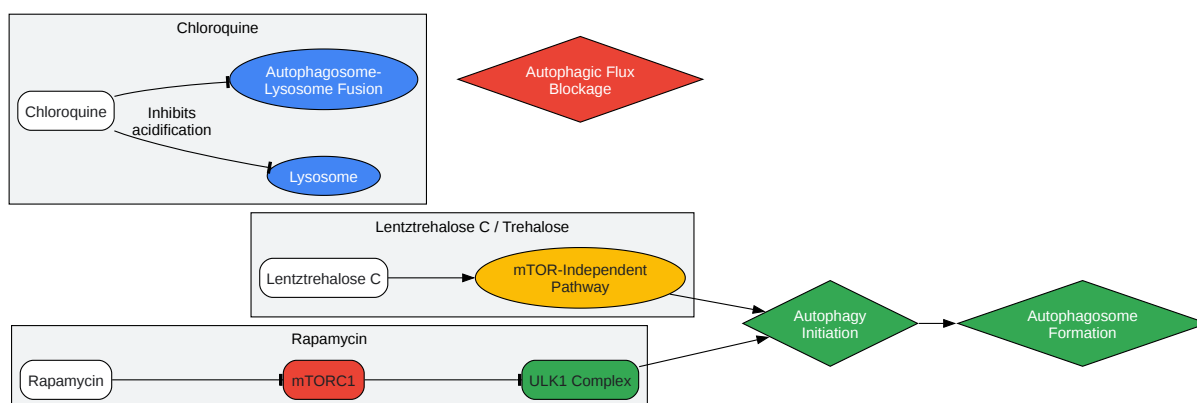 Chloroquine
Autophagosome-
Lysosome Fusion
Chloroquine
Inhibits
acidification
Lysosome
Autophagic Flux
Blockage
Lentztrehalose C / Trehalose
Lentztrehalose C
mTOR-Independent
Pathway
Autophagy
Initiation
Autophagosome
Formation
Rapamycin
Rapamycin
mTORC1
ULK1 Complex